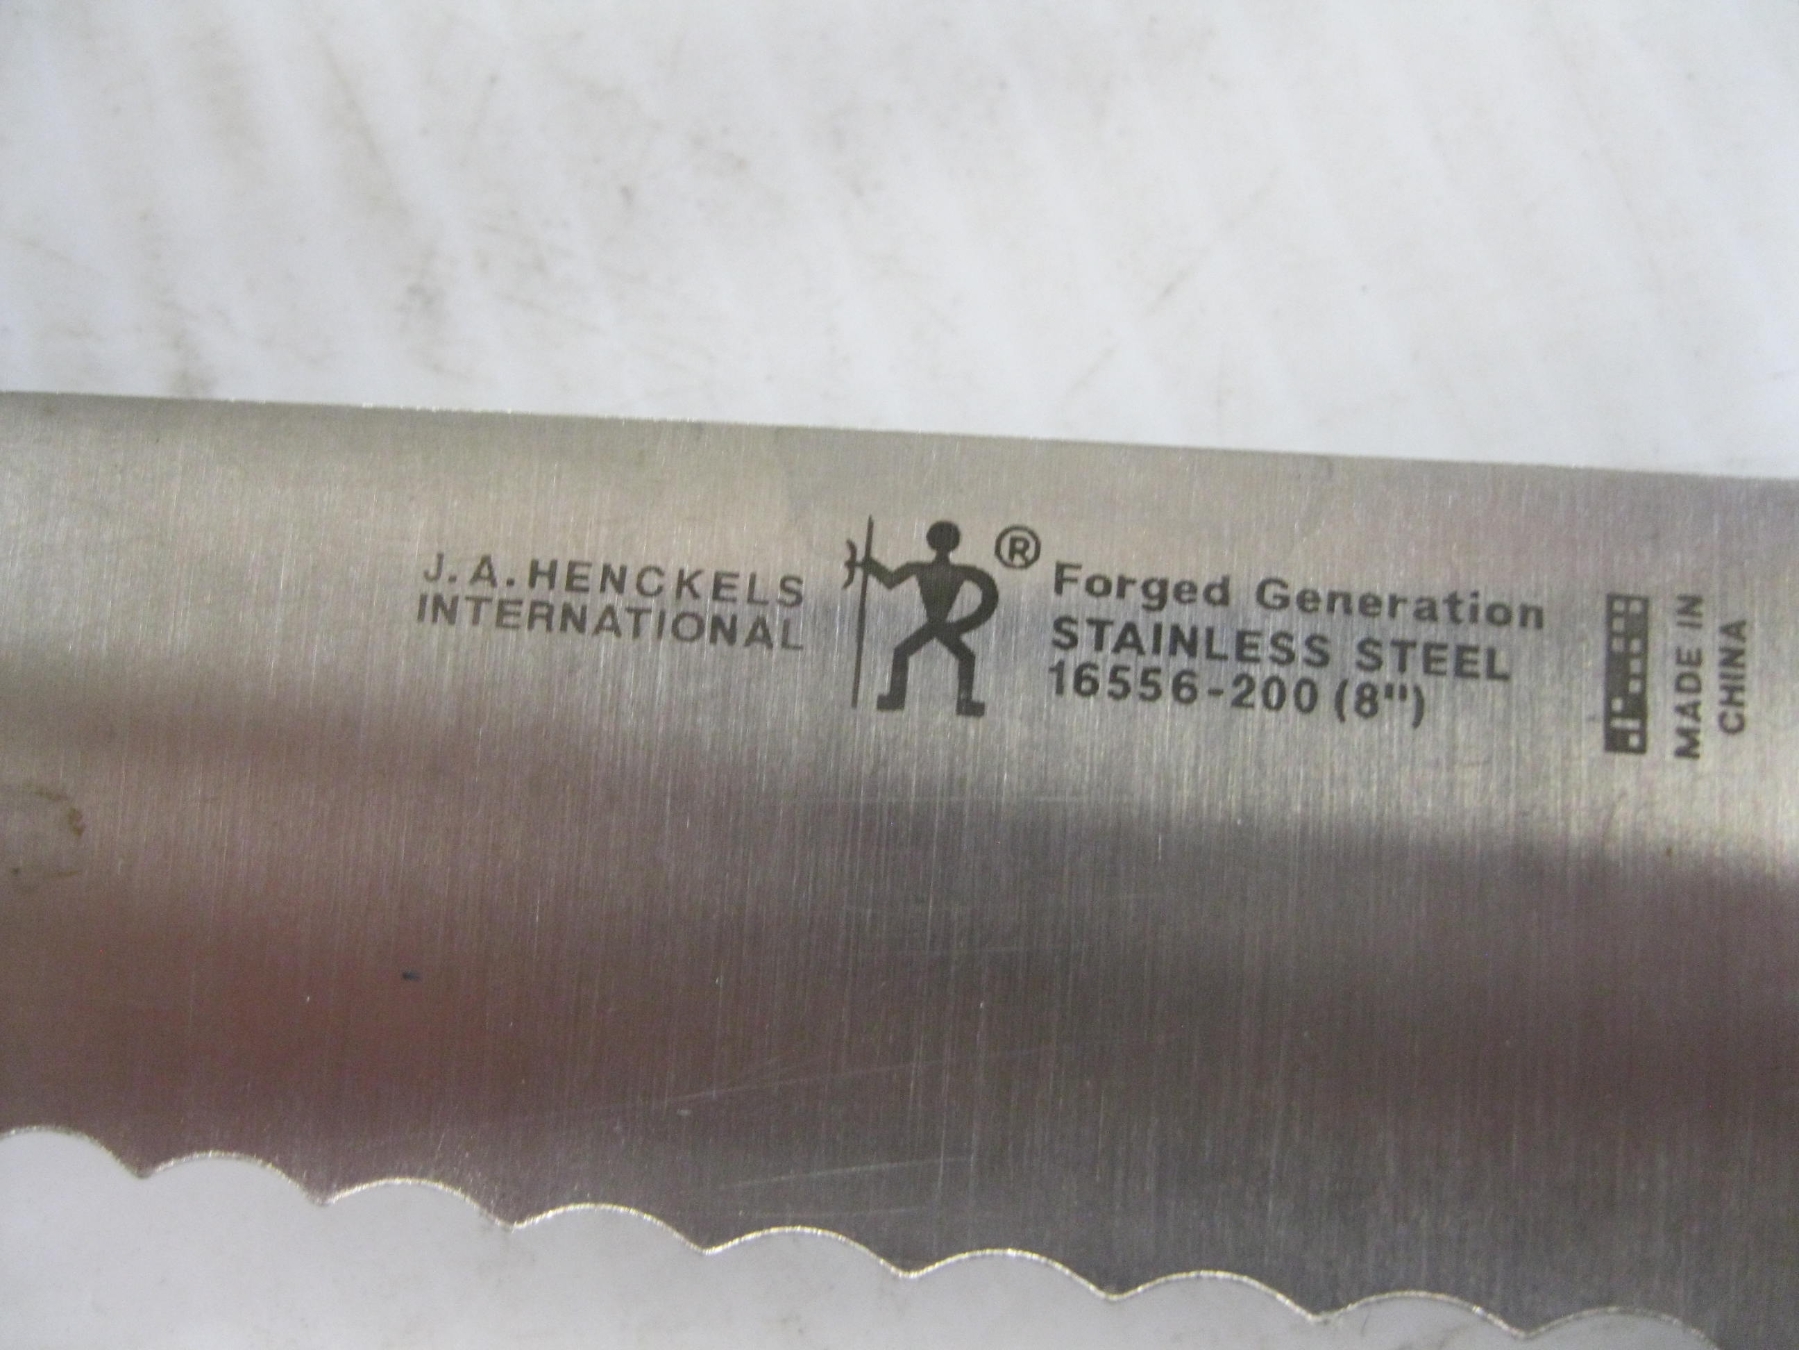 J.A.HENCKELS
INTERNATIONAL
®
Forged Generation
STAINLESS STEEL
16556-200 (8")
MADE IN
CHINA